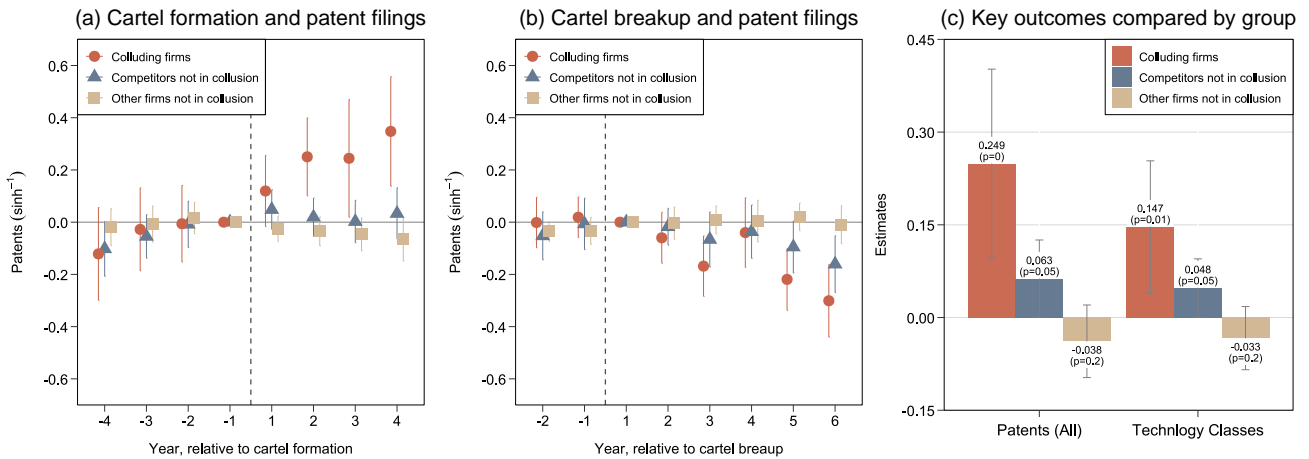 (a) Cartel formation and patent filings
Colluding firms
Competitors not in collusion
Other firms not in collusion
Patents (sinh⁻¹)
0.6
0.4
0.2
0.0
-0.2
-0.4
-0.6
-4 -3 -2 -1 1 2 3 4
Year, relative to cartel formation
(b) Cartel breakup and patent filings
Colluding firms
Competitors not in collusion
Other firms not in collusion
Patents (sinh⁻¹)
0.6
0.4
0.2
0.0
-0.2
-0.4
-0.6
-2 -1 1 2 3 4 5 6
Year, relative to cartel breaup
(c) Key outcomes compared by group
Colluding firms
Competitors not in collusion
Other firms not in collusion
Estimates
0.45
0.30
0.15
0.00
-0.15
0.249
(p=0)
0.063
(p=0.05)
-0.038
(p=0.2)
0.147
(p=0.01)
0.048
(p=0.05)
-0.033
(p=0.2)
Patents (All) Technlogy Classes